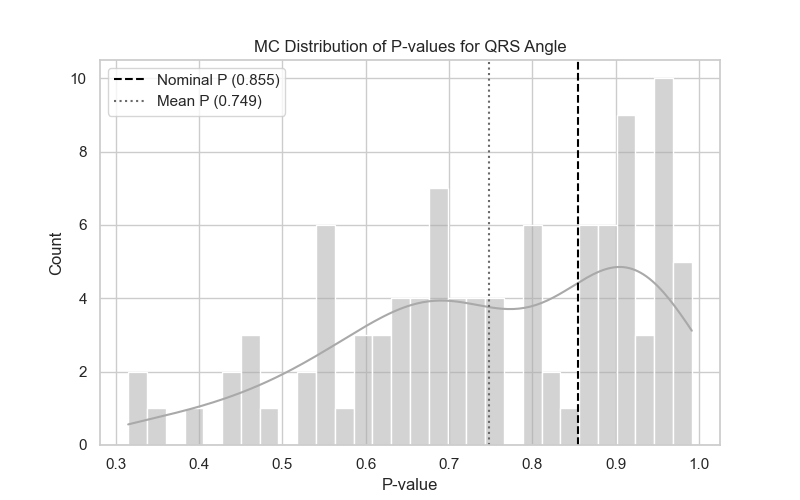 MC Distribution of P-values for QRS Angle
Nominal P (0.855)
Mean P (0.749)
10
8
6
4
2
0
Count
0.3 0.4 0.5 0.6 0.7 0.8 0.9 1.0
P-value